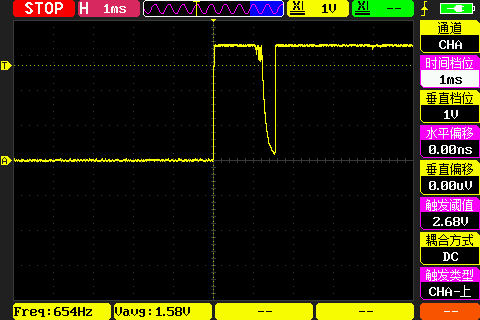 STOP H 1ms X1 1V X1 --
T
A
通道
CHA
时间档位
1ms
垂直档位
1V
水平偏移
0.00ns
垂直偏移
0.00uV
触发阈值
2.68V
耦合方式
DC
触发类型
CHA-上
Freq:654Hz Vavg:1.58V -- -- --